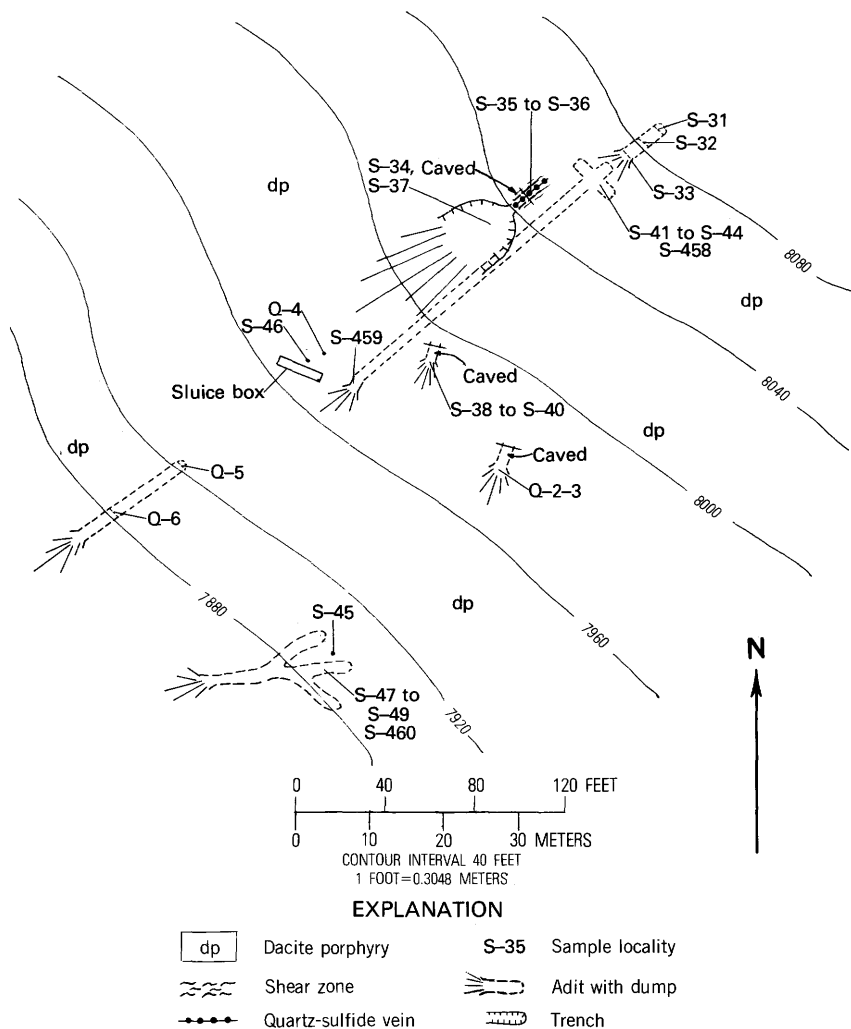 S-35 to S-36
S-31
S-32
S-34, Caved
S-37
S-33
dp
S-41 to S-44
S-458
8080
dp
Q-4
S-46
S-459
Sluice box
Caved
S-38 to S-40
8040
dp
dp
Caved
Q-5
Q-2-3
8000
Q-6
7880
S-45
dp
7960
N
S-47 to
S-49
S-460
7920
0 40 80 120 FEET
0 10 20 30 METERS
CONTOUR INTERVAL 40 FEET
1 FOOT=0.3048 METERS
EXPLANATION
dp Dacite porphyry
S-35 Sample locality
Shear zone
Adit with dump
Quartz-sulfide vein
Trench